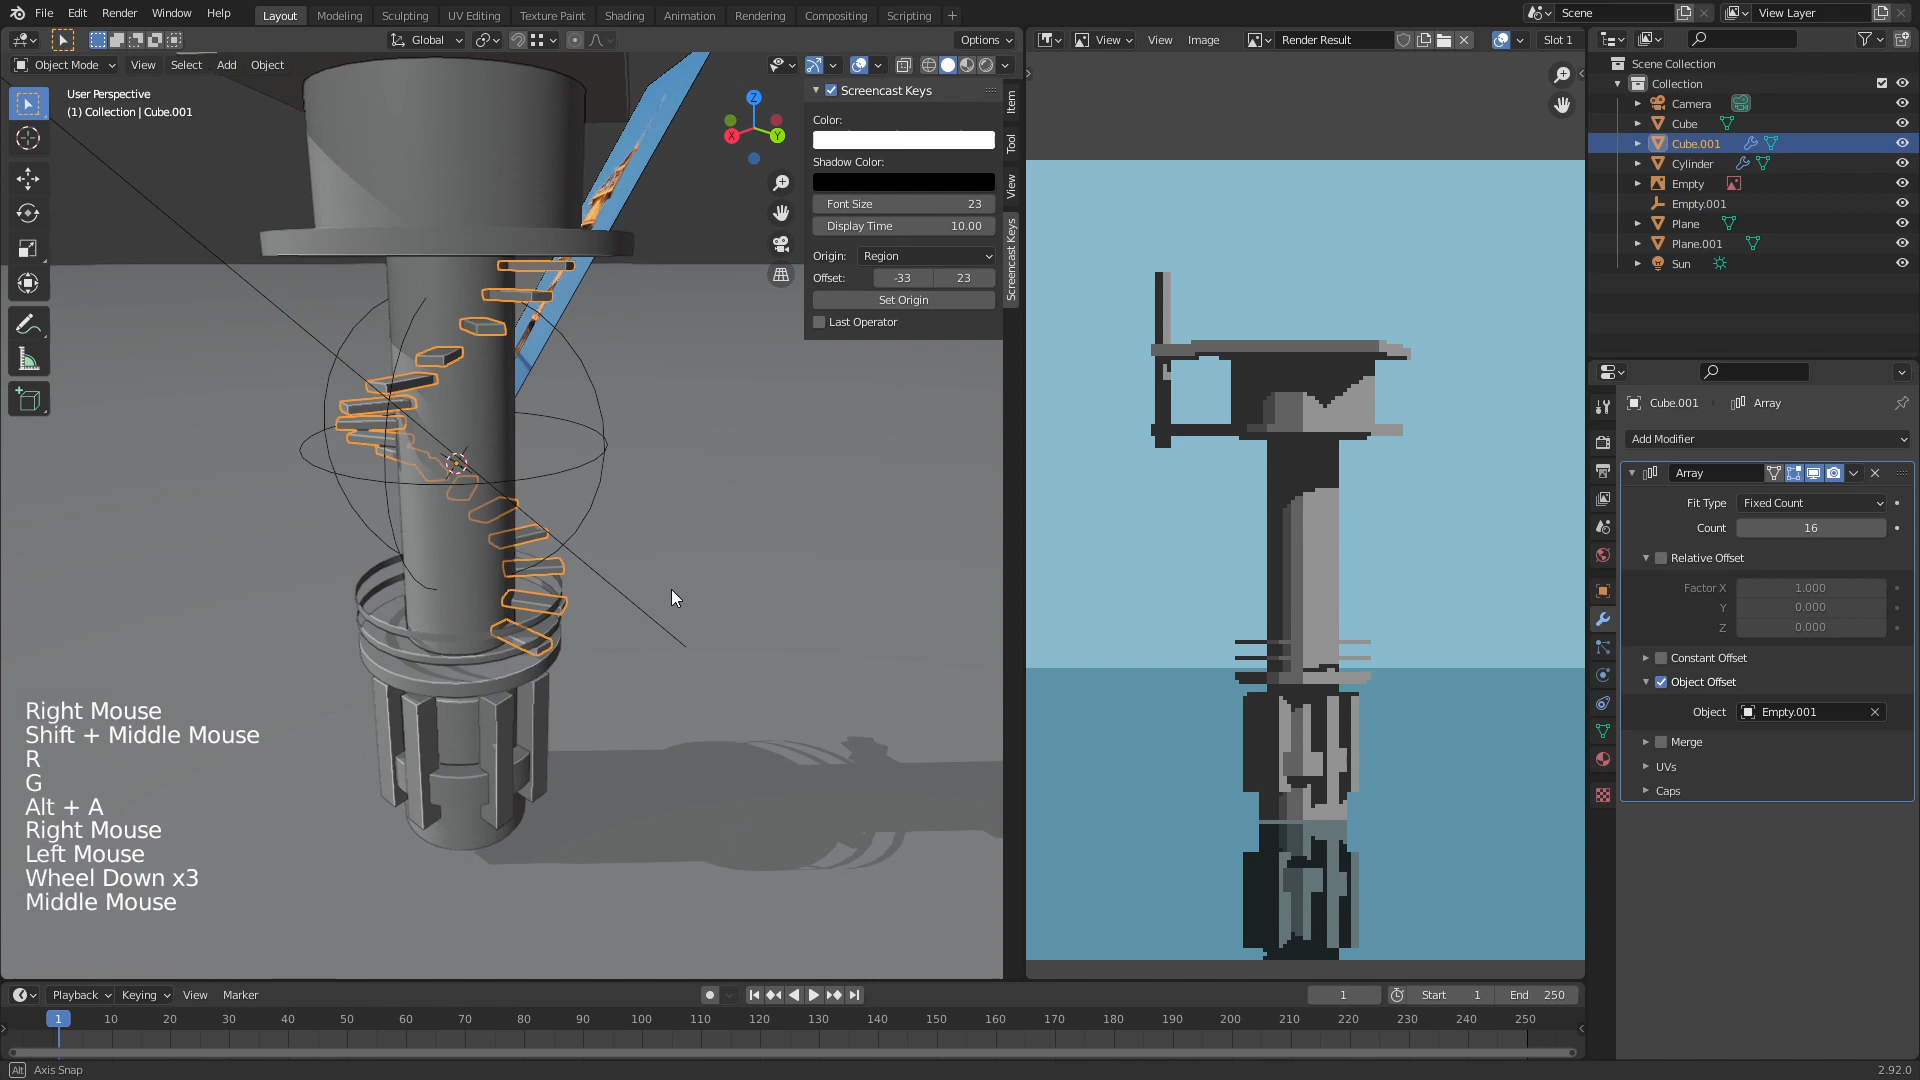 File Edit Render Window Help Layout Modeling Sculpting UV Editing Texture Paint Shading Animation Rendering Compositing Scripting + Scene View Layer
Global Options View View Image Render Result Slot 1
Object Mode View Select Add Object
User Perspective
(1) Collection | Cube.001
Z
X
Y
Screencast Keys
Color:
Shadow Color:
Font Size 23
Display Time 10.00
Origin: Region
Offset: -33 23
Set Origin
Last Operator
Item
Tool
View
Screencast Keys
Right Mouse
Shift + Middle Mouse
R
G
Alt + A
Right Mouse
Left Mouse
Wheel Down x3
Middle Mouse
Scene Collection
Collection
Camera
Cube
Cube.001
Cylinder
Empty
Empty.001
Plane
Plane.001
Sun
Cube.001 Array
Add Modifier
Array
Fit Type Fixed Count
Count 16
Relative Offset
Factor X 1.000
Y 0.000
Z 0.000
Constant Offset
Object Offset
Object Empty.001
Merge
UVs
Caps
Playback Keying View Marker 1 Start 1 End 250
1 10 20 30 40 50 60 70 80 90 100 110 120 130 140 150 160 170 180 190 200 210 220 230 240 250
Alt Axis Snap 2.92.0